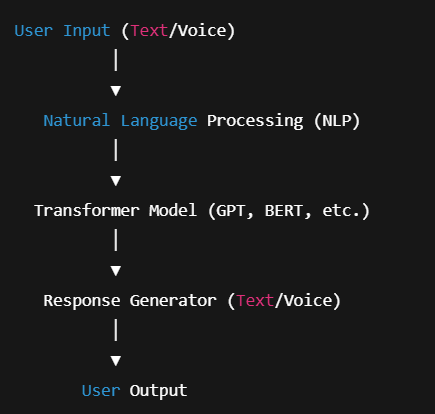 User Input (Text/Voice)
Natural Language Processing (NLP)
Transformer Model (GPT, BERT, etc.)
Response Generator (Text/Voice)
User Output